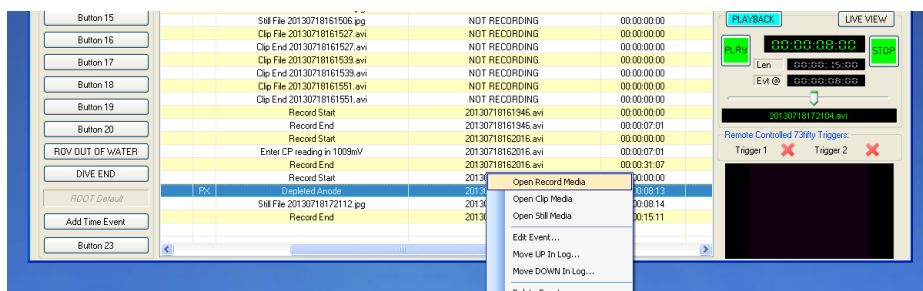 Button 15
Button 16
Button 17
Button 18
Button 19
Button 20
ROV OUT OF WATER
DIVE END
ROOT Default
Add Time Event
Button 23
Still File 20130718161506.jpg NOT RECORDING 00:00:00:00
Clip File 20130718161527.avi NOT RECORDING 00:00:00:00
Clip End 20130718161527.avi NOT RECORDING 00:00:00:00
Clip File 20130718161539.avi NOT RECORDING 00:00:00:00
Clip End 20130718161539.avi NOT RECORDING 00:00:00:00
Clip File 20130718161551.avi NOT RECORDING 00:00:00:00
Clip End 20130718161551.avi NOT RECORDING 00:00:00:00
Record Start 20130718161946.avi 00:00:00:00
Record End 20130718161946.avi 00:00:07:01
Record Start 20130718162016.avi 00:00:00:00
Enter CP reading in 1009mV 20130718162016.avi 00:00:07:01
Record End 20130718162016.avi 00:00:31:07
Record Start 2013 00:00:00:00
PX Depleted Anode 2013 0:08:13
Still File 20130718172112.jpg 2013 00:08:14
Record End 2013 00:15:11
Open Record Media
Open Clip Media
Open Still Media
Edit Event...
Move UP In Log...
Move DOWN In Log...
PLAYBACK LIVE VIEW
PLAY 00:00:08:00 STOP
Len 00:00:15:00
Evt @ 00:00:08:00
20130718172104.avi
Remote Controlled 73fifty Triggers:
Trigger 1 Trigger 2